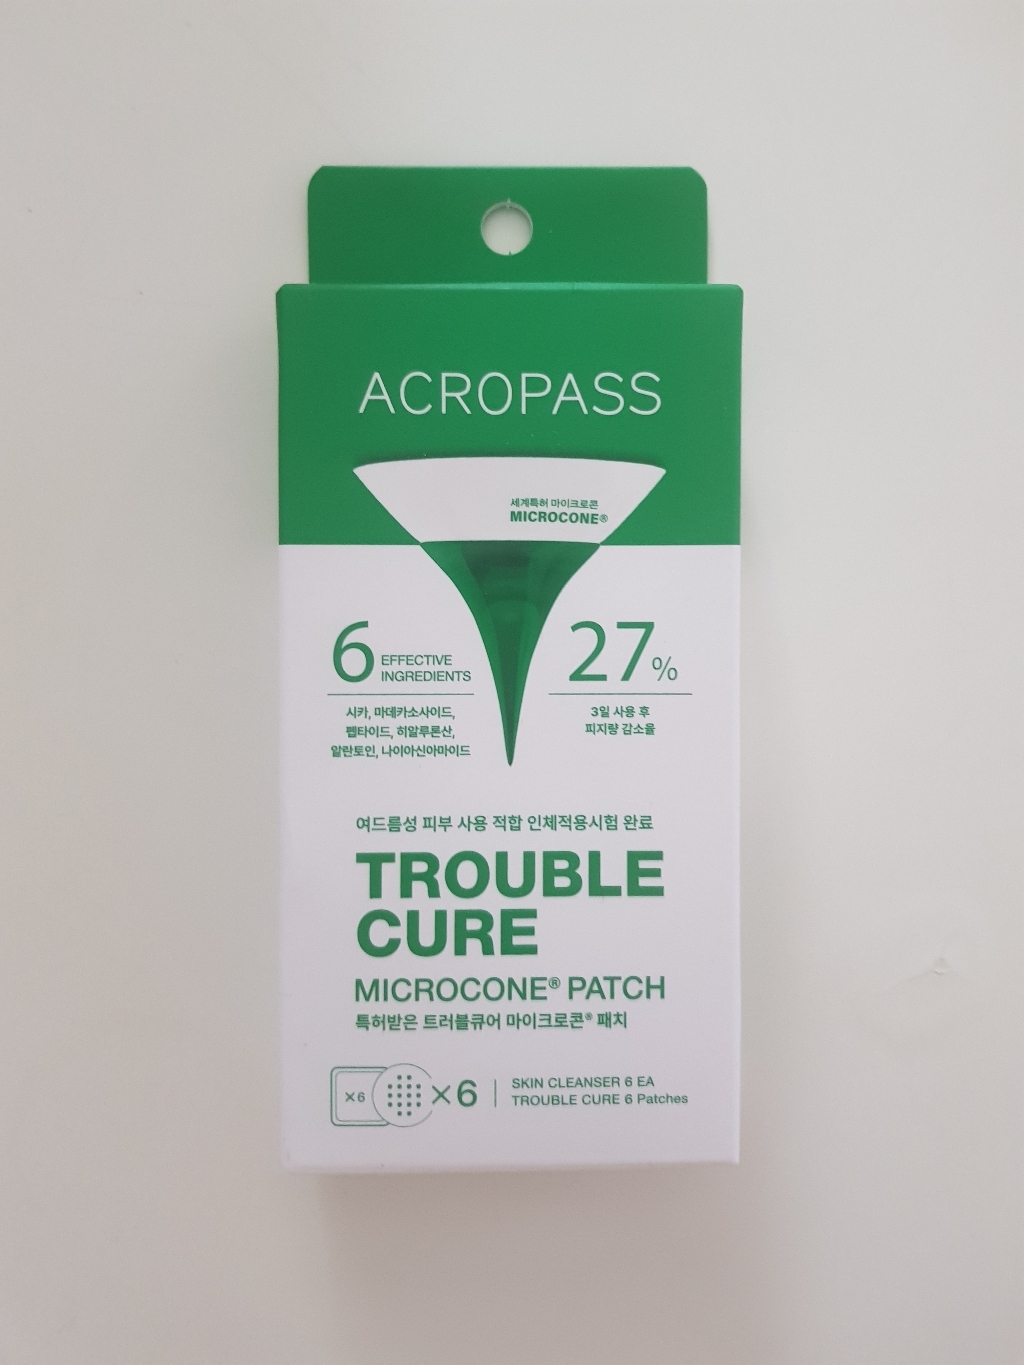 ACROPASS
세계특허 마이크로콘
MICROCONE®
6 EFFECTIVE
INGREDIENTS
시카, 마데카소사이드,
펩타이드, 히알루론산,
알란토인, 나이아신아마이드
27%
3일 사용 후
피지량 감소율
여드름성 피부 사용 적합 인체적용시험 완료
TROUBLE
CURE
MICROCONE® PATCH
특허받은 트러블큐어 마이크로콘® 패치
×6
×6
SKIN CLEANSER 6 EA
TROUBLE CURE 6 Patches